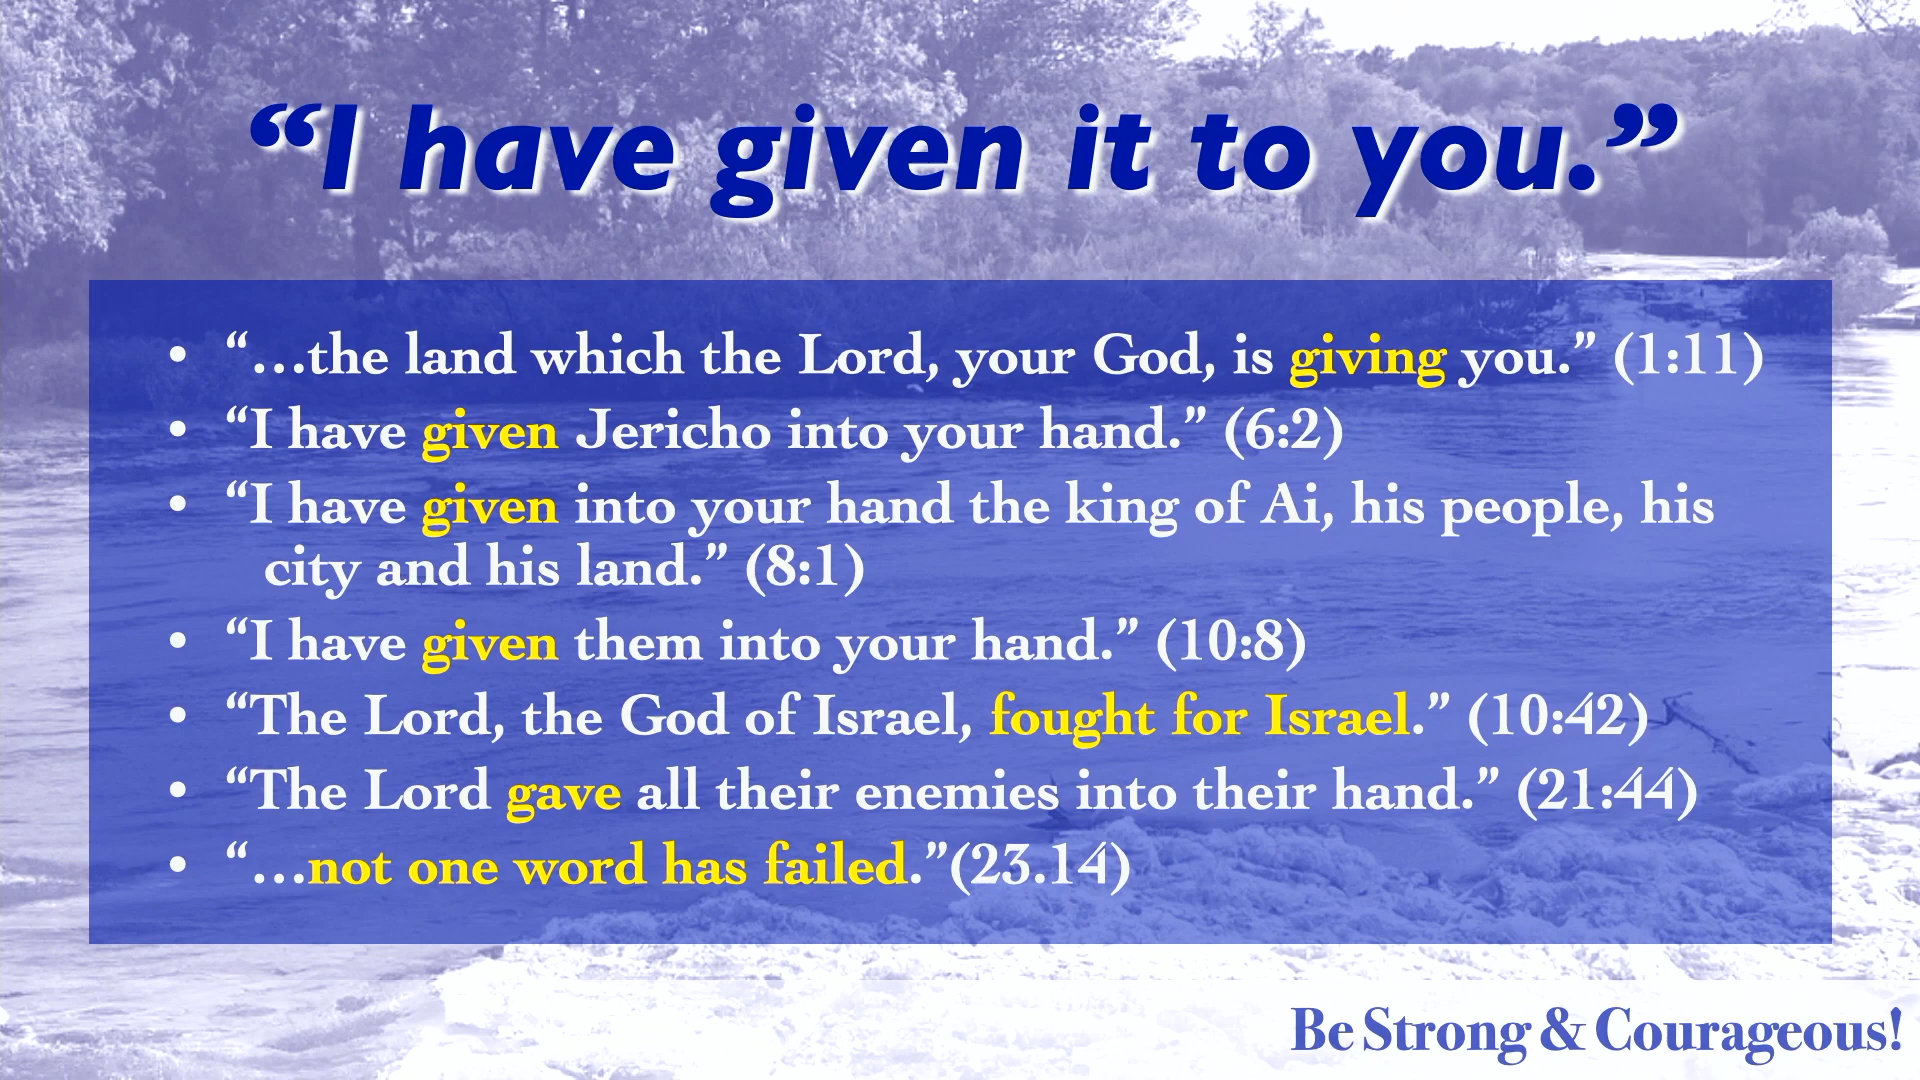 “I have given it to you.”
• “…the land which the Lord, your God, is giving you.” (1:11)
• “I have given Jericho into your hand.” (6:2)
• “I have given into your hand the king of Ai, his people, his
city and his land.” (8:1)
• “I have given them into your hand.” (10:8)
• “The Lord, the God of Israel, fought for Israel.” (10:42)
• “The Lord gave all their enemies into their hand.” (21:44)
• “…not one word has failed.”(23.14)
Be Strong & Courageous!